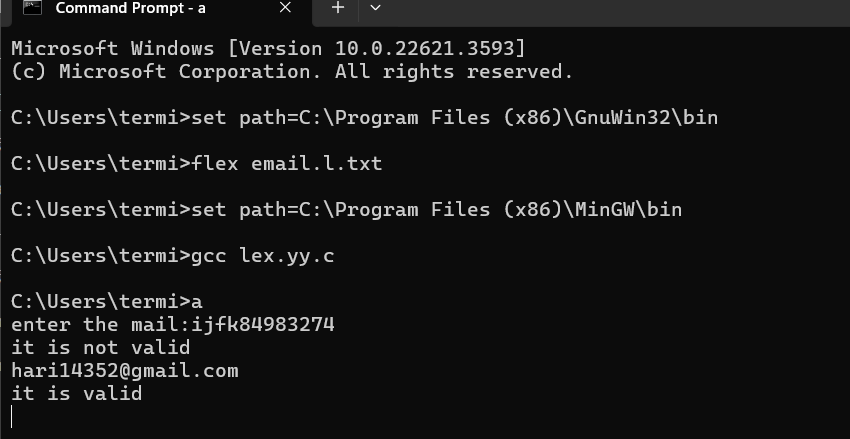 Command Prompt - a
Microsoft Windows [Version 10.0.22621.3593]
(c) Microsoft Corporation. All rights reserved.
C:\Users\termi>set path=C:\Program Files (x86)\GnuWin32\bin
C:\Users\termi>flex email.l.txt
C:\Users\termi>set path=C:\Program Files (x86)\MinGW\bin
C:\Users\termi>gcc lex.yy.c
C:\Users\termi>a
enter the mail:ijfk84983274
it is not valid
hari14352@gmail.com
it is valid